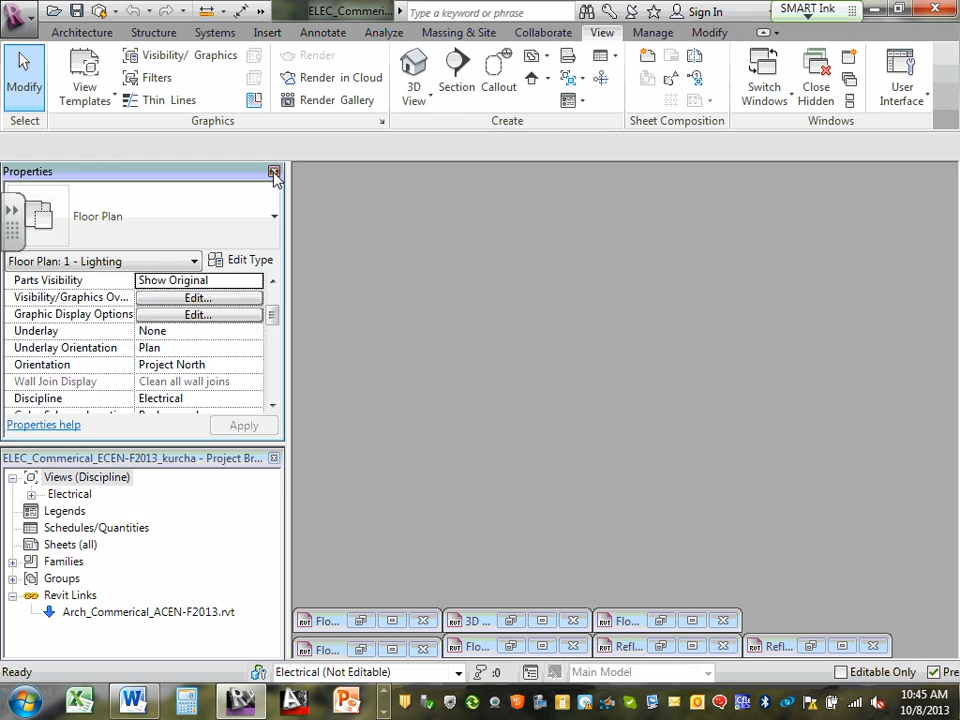 ELEC_Commeri...
Type a keyword or phrase
Sign In
SMART Ink
Architecture Structure Systems Insert Annotate Analyze Massing & Site Collaborate View Manage Modify
Modify
View
Templates
Visibility/ Graphics
Filters
Thin Lines
Render
Render in Cloud
Render Gallery
3D
View
Section
Callout
Switch
Windows
Close
Hidden
User
Interface
Select
Graphics
Create
Sheet Composition
Windows
Properties
Floor Plan
Floor Plan: 1 - Lighting
Edit Type
Parts Visibility Show Original
Visibility/Graphics Ov... Edit...
Graphic Display Options Edit...
Underlay None
Underlay Orientation Plan
Orientation Project North
Wall Join Display Clean all wall joins
Discipline Electrical
Properties help
Apply
ELEC_Commerical_ECEN-F2013_kurcha - Project Br...
Views (Discipline)
Electrical
Legends
Schedules/Quantities
Sheets (all)
Families
Groups
Revit Links
Arch_Commerical_ACEN-F2013.rvt
Flo... 3D ... Flo...
Flo... Flo... Refl... Refl...
Ready
Electrical (Not Editable)
:0
Main Model
Editable Only
Pre
10:45 AM
10/8/2013